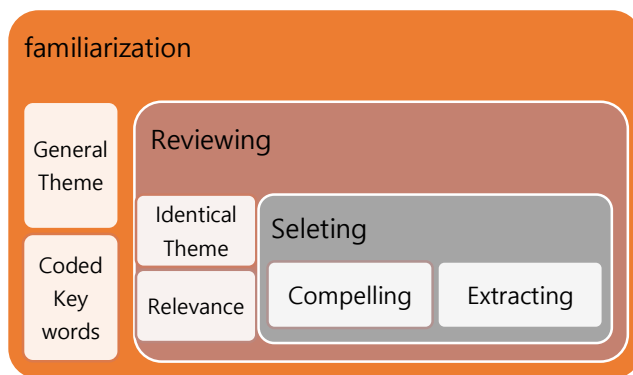 familiarization
General
Theme
Coded
Key
words
Reviewing
Identical
Theme
Relevance
Seleting
Compelling
Extracting